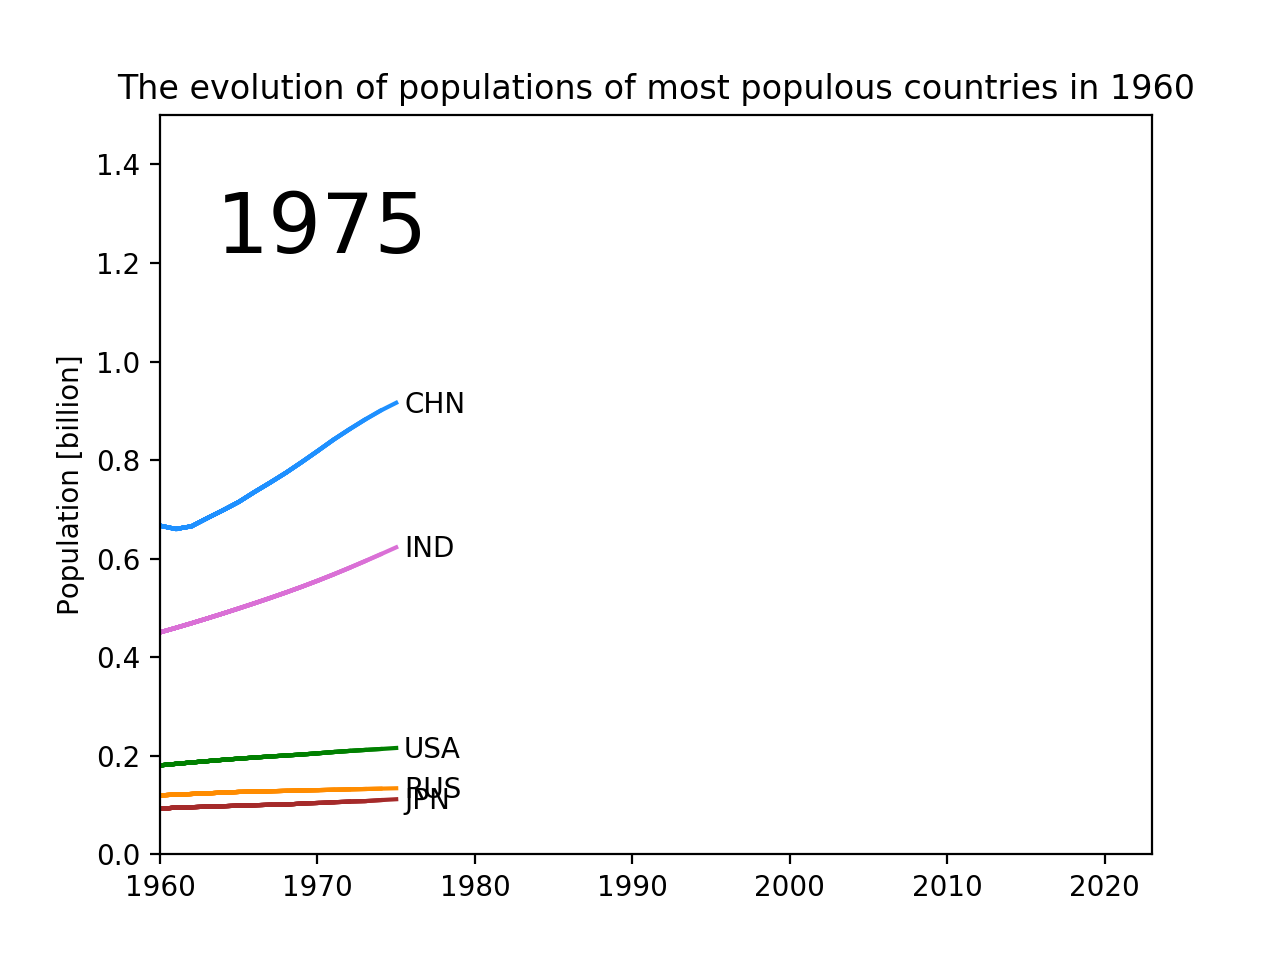 The evolution of populations of most populous countries in 1960
1975
Population [billion]
1.4
1.2
1.0
0.8
0.6
0.4
0.2
0.0
CHN
IND
USA
RUS
JPN
1960 1970 1980 1990 2000 2010 2020